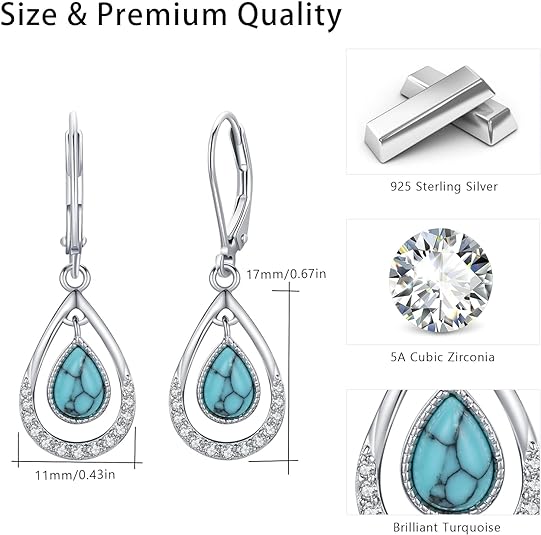 Size & Premium Quality
925 Sterling Silver
17mm/0.67in
5A Cubic Zirconia
11mm/0.43in
Brilliant Turquoise